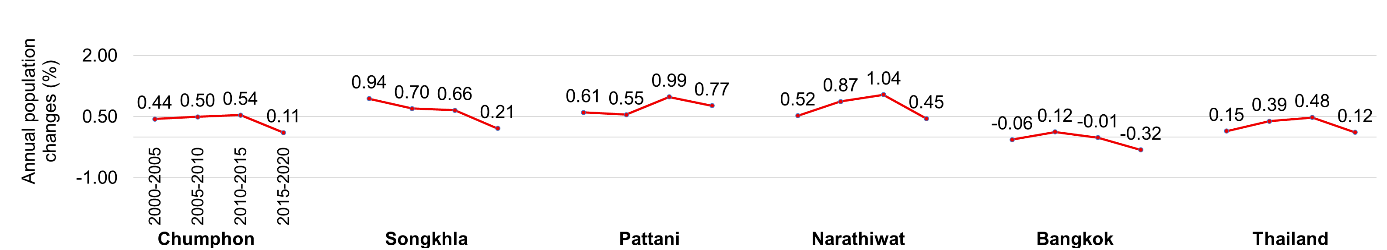 Annual population
changes (%)
2.00
0.50
-1.00
0.44 0.50 0.54 0.11
2000-2005
2005-2010
2010-2015
2015-2020
Chumphon
0.94 0.70 0.66 0.21
Songkhla
0.61 0.55 0.99 0.77
Pattani
0.52 0.87 1.04 0.45
Narathiwat
-0.06 0.12 -0.01 -0.32
Bangkok
0.15 0.39 0.48 0.12
Thailand